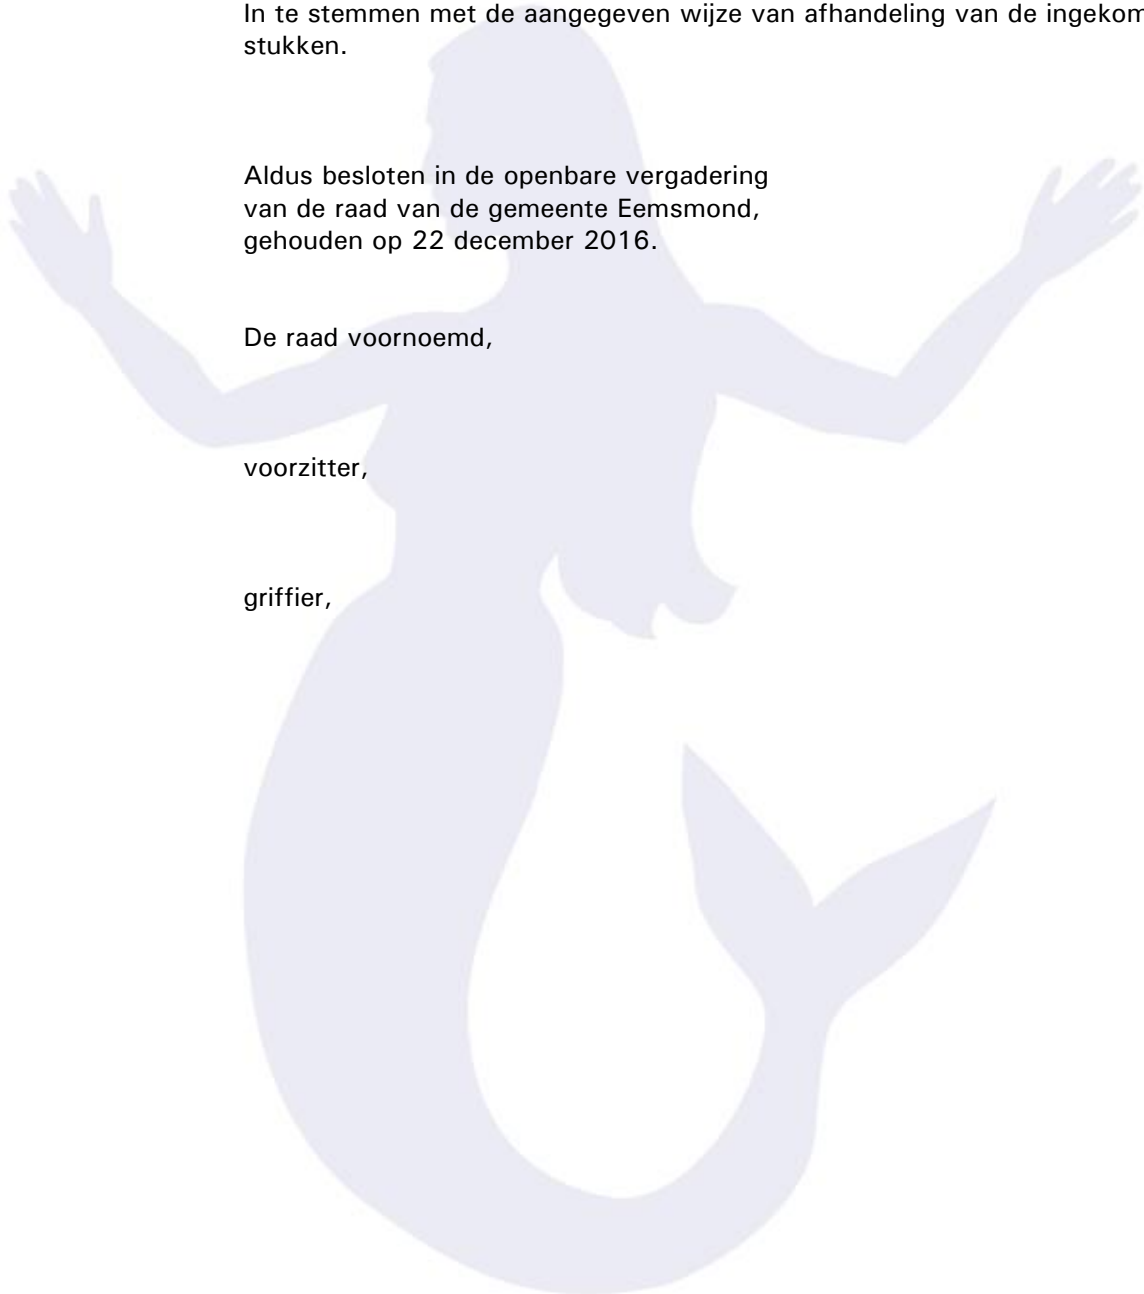 In te stemmen met de aangegeven wijze van afhandeling van de
stukken.
Aldus besloten in de openbare vergadering
van de raad van de gemeente Eemsmond,
gehouden op 22 december 2016.
De raad voornoemd,
voorzitter,
griffier,